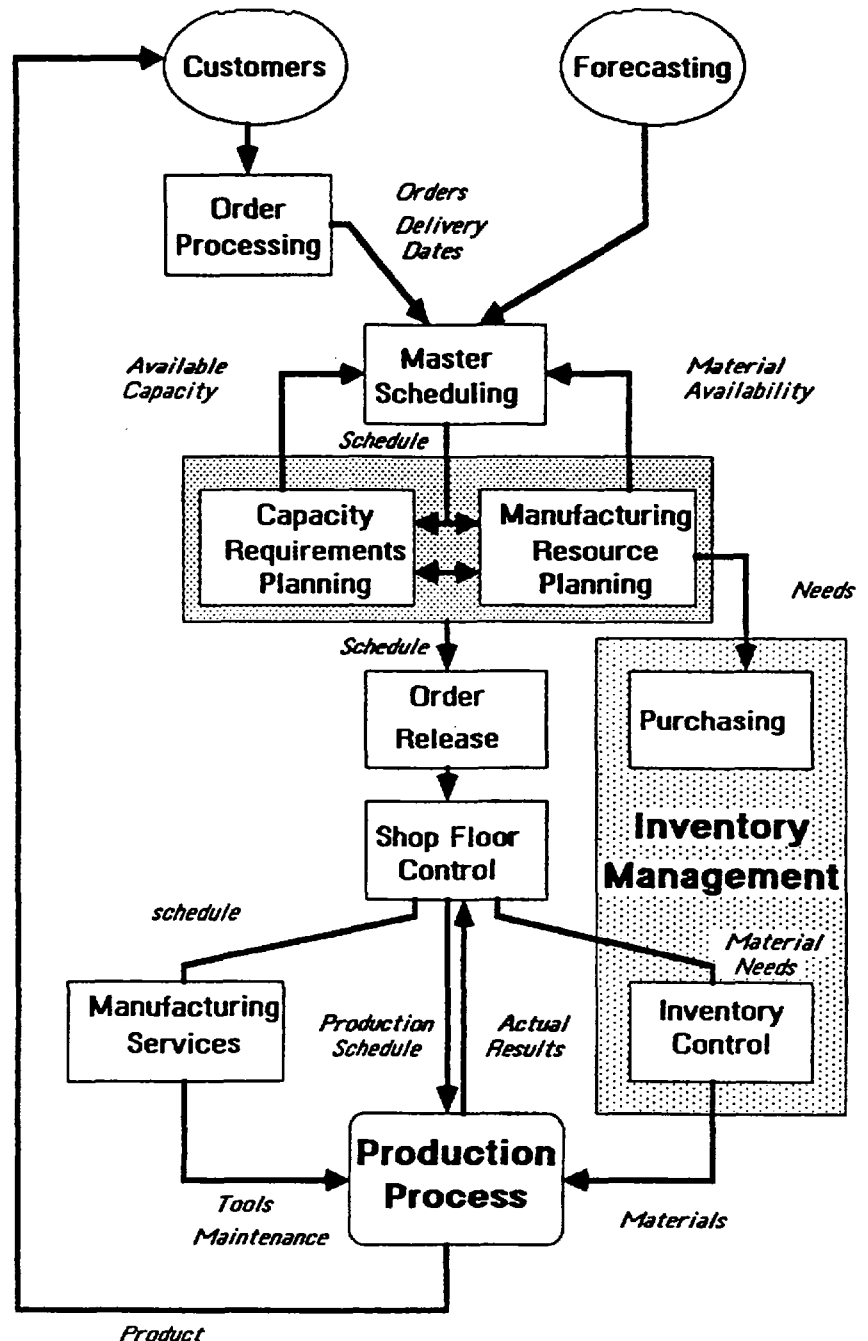 Customers
Forecasting
Order
Processing
Orders
Delivery
Dates
Master
Scheduling
Available
Capacity
Material
Availability
Schedule
Capacity
Requirements
Planning
Manufacturing
Resource
Planning
Needs
Schedule
Order
Release
Purchasing
Inventory
Management
Shop Floor
Control
schedule
Material
Needs
Manufacturing
Services
Production
Schedule
Actual
Results
Inventory
Control
Production
Process
Tools
Maintenance
Materials
Product